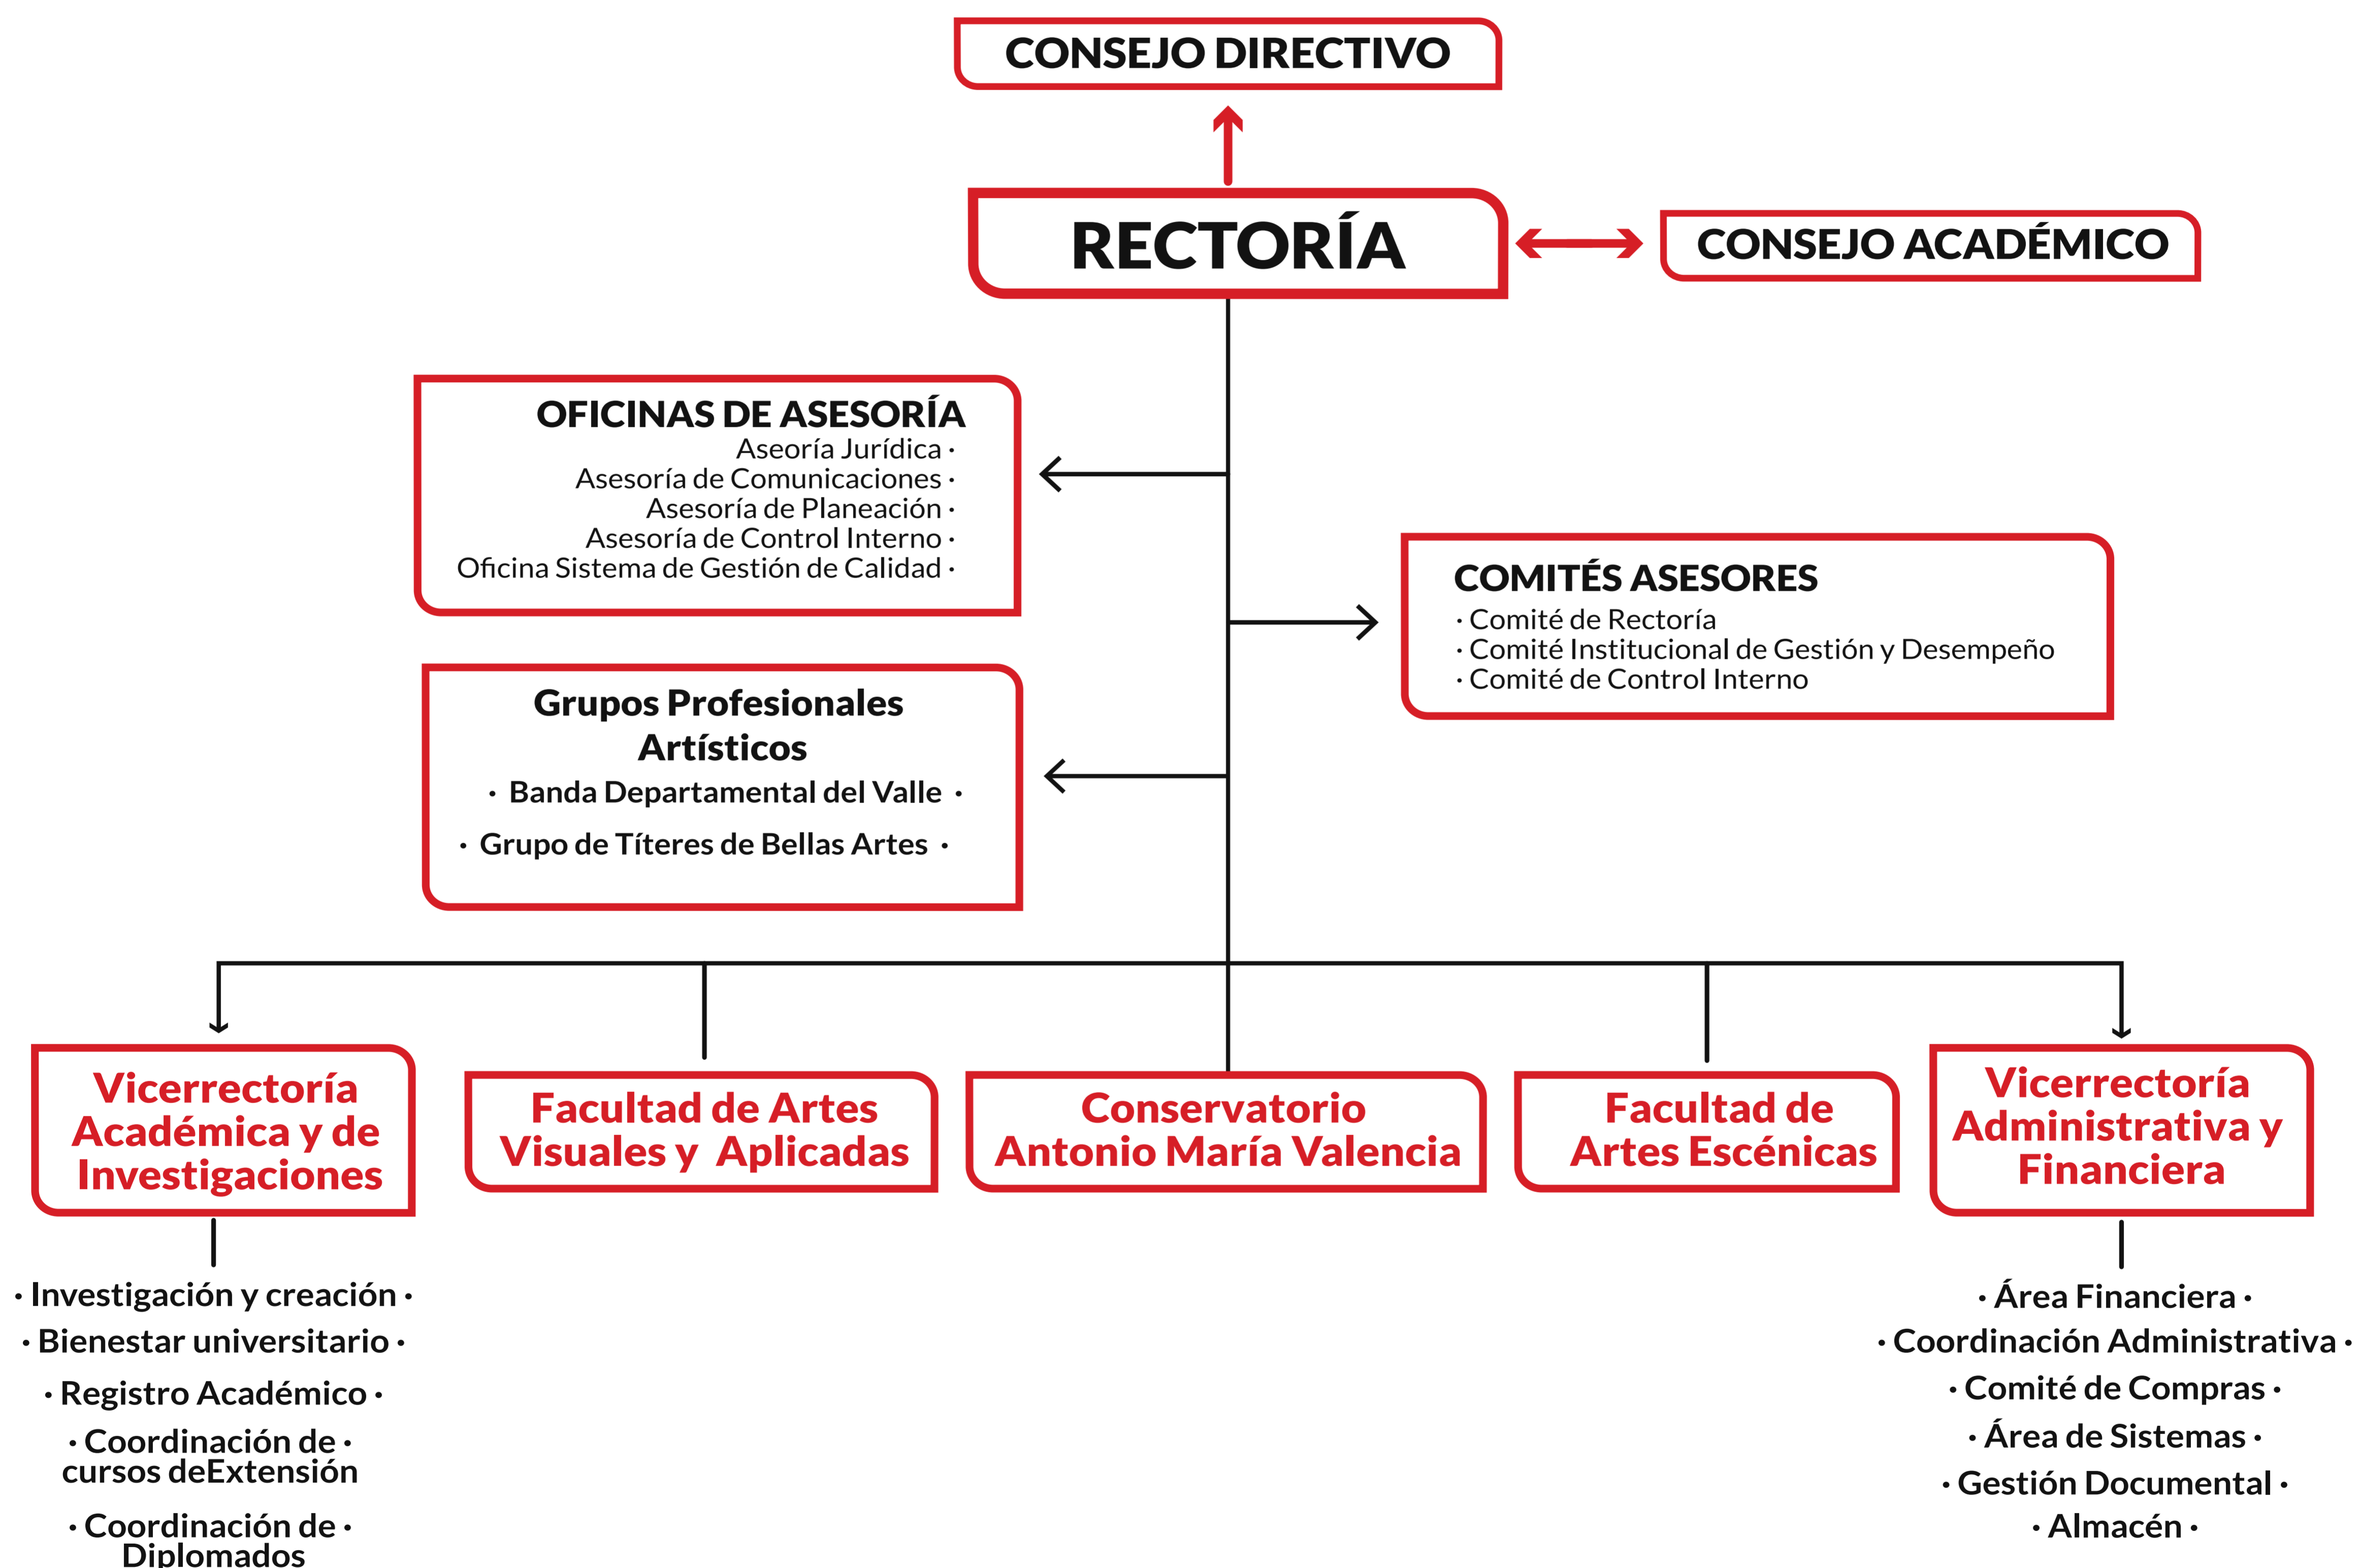 CONSEJO DIRECTIVO
RECTORÍA
CONSEJO ACADÉMICO
OFICINAS DE ASESORÍA
Aseoría Jurídica ·
Asesoría de Comunicaciones ·
Asesoría de Planeación ·
Asesoría de Control Interno ·
Oficina Sistema de Gestión de Calidad ·
COMITÉS ASESORES
· Comité de Rectoría
· Comité Institucional de Gestión y Desempeño
· Comité de Control Interno
Grupos Profesionales
Artísticos
· Banda Departamental del Valle ·
· Grupo de Títeres de Bellas Artes ·
Vicerrectoría
Académica y de
Investigaciones
Facultad de Artes
Visuales y Aplicadas
Conservatorio
Antonio María Valencia
Facultad de
Artes Escénicas
Vicerrectoría
Administrativa y
Financiera
· Investigación y creación ·
· Bienestar universitario ·
· Registro Académico ·
· Coordinación de ·
cursos deExtensión
· Coordinación de ·
Diplomados
· Área Financiera ·
· Coordinación Administrativa ·
· Comité de Compras ·
· Área de Sistemas ·
· Gestión Documental ·
· Almacén ·